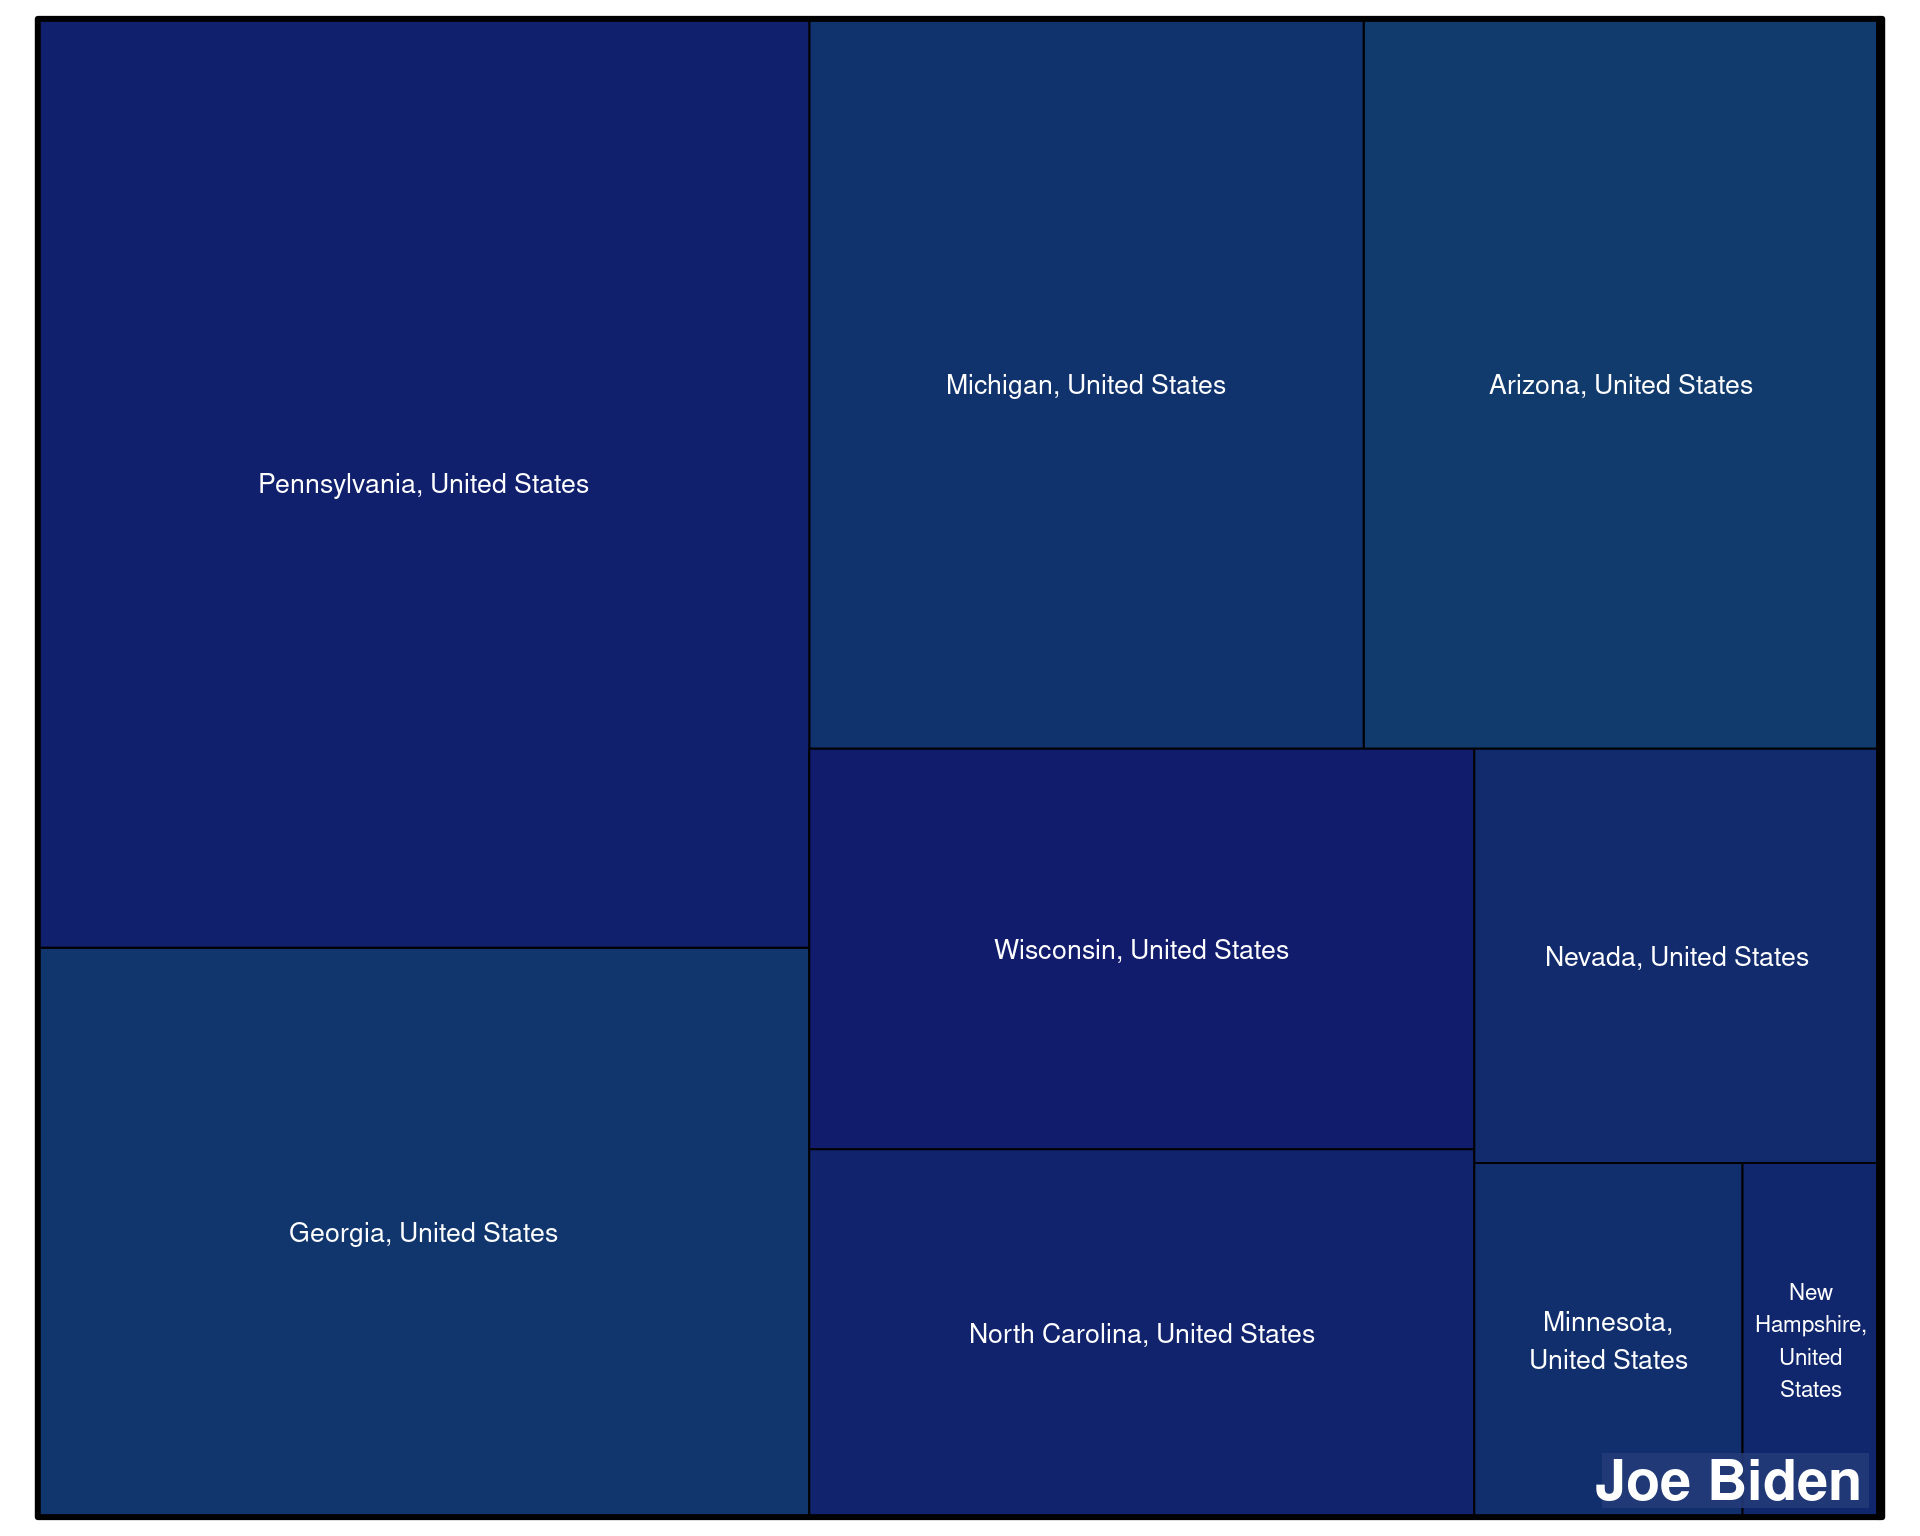 Pennsylvania, United States
Michigan, United States
Arizona, United States
Georgia, United States
Wisconsin, United States
Nevada, United States
North Carolina, United States
Minnesota,
United States
New
Hampshire,
United
States
Joe Biden